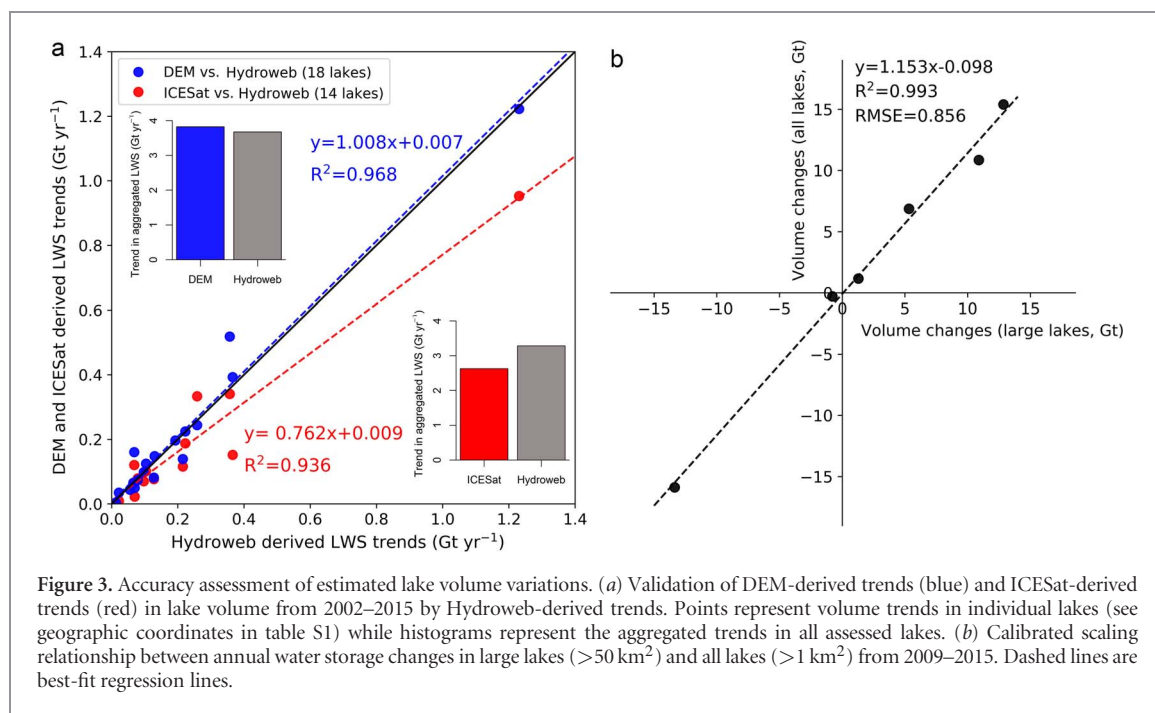 a
DEM vs. Hydroweb (18 lakes)
ICESat vs. Hydroweb (14 lakes)
DEM and ICESat derived LWS trends (Gt yr⁻¹)
1.4
1.2
1.0
0.8
0.6
0.4
0.2
0.0
0.0 0.2 0.4 0.6 0.8 1.0 1.2 1.4
Hydroweb derived LWS trends (Gt yr⁻¹)
Trend in aggregated LWS (Gt yr⁻¹)
4
3
2
1
0
DEM Hydroweb
y=1.008x+0.007
R²=0.968
Trend in aggregated LWS (Gt yr⁻¹)
4
3
2
1
0
ICESat Hydroweb
y= 0.762x+0.009
R²=0.936
b
y=1.153x-0.098
R²=0.993
RMSE=0.856
Volume changes (all lakes, Gt)
15
10
5
0
−5
−10
−15
−15 −10 −5 0 5 10 15
Volume changes (large lakes, Gt)
Figure 3. Accuracy assessment of estimated lake volume variations. (a) Validation of DEM-derived trends (blue) and ICESat-derived
trends (red) in lake volume from 2002–2015 by Hydroweb-derived trends. Points represent volume trends in individual lakes (see
geographic coordinates in table S1) while histograms represent the aggregated trends in all assessed lakes. (b) Calibrated scaling
relationship between annual water storage changes in large lakes (>50 km²) and all lakes (>1 km²) from 2009–2015. Dashed lines are
best-fit regression lines.